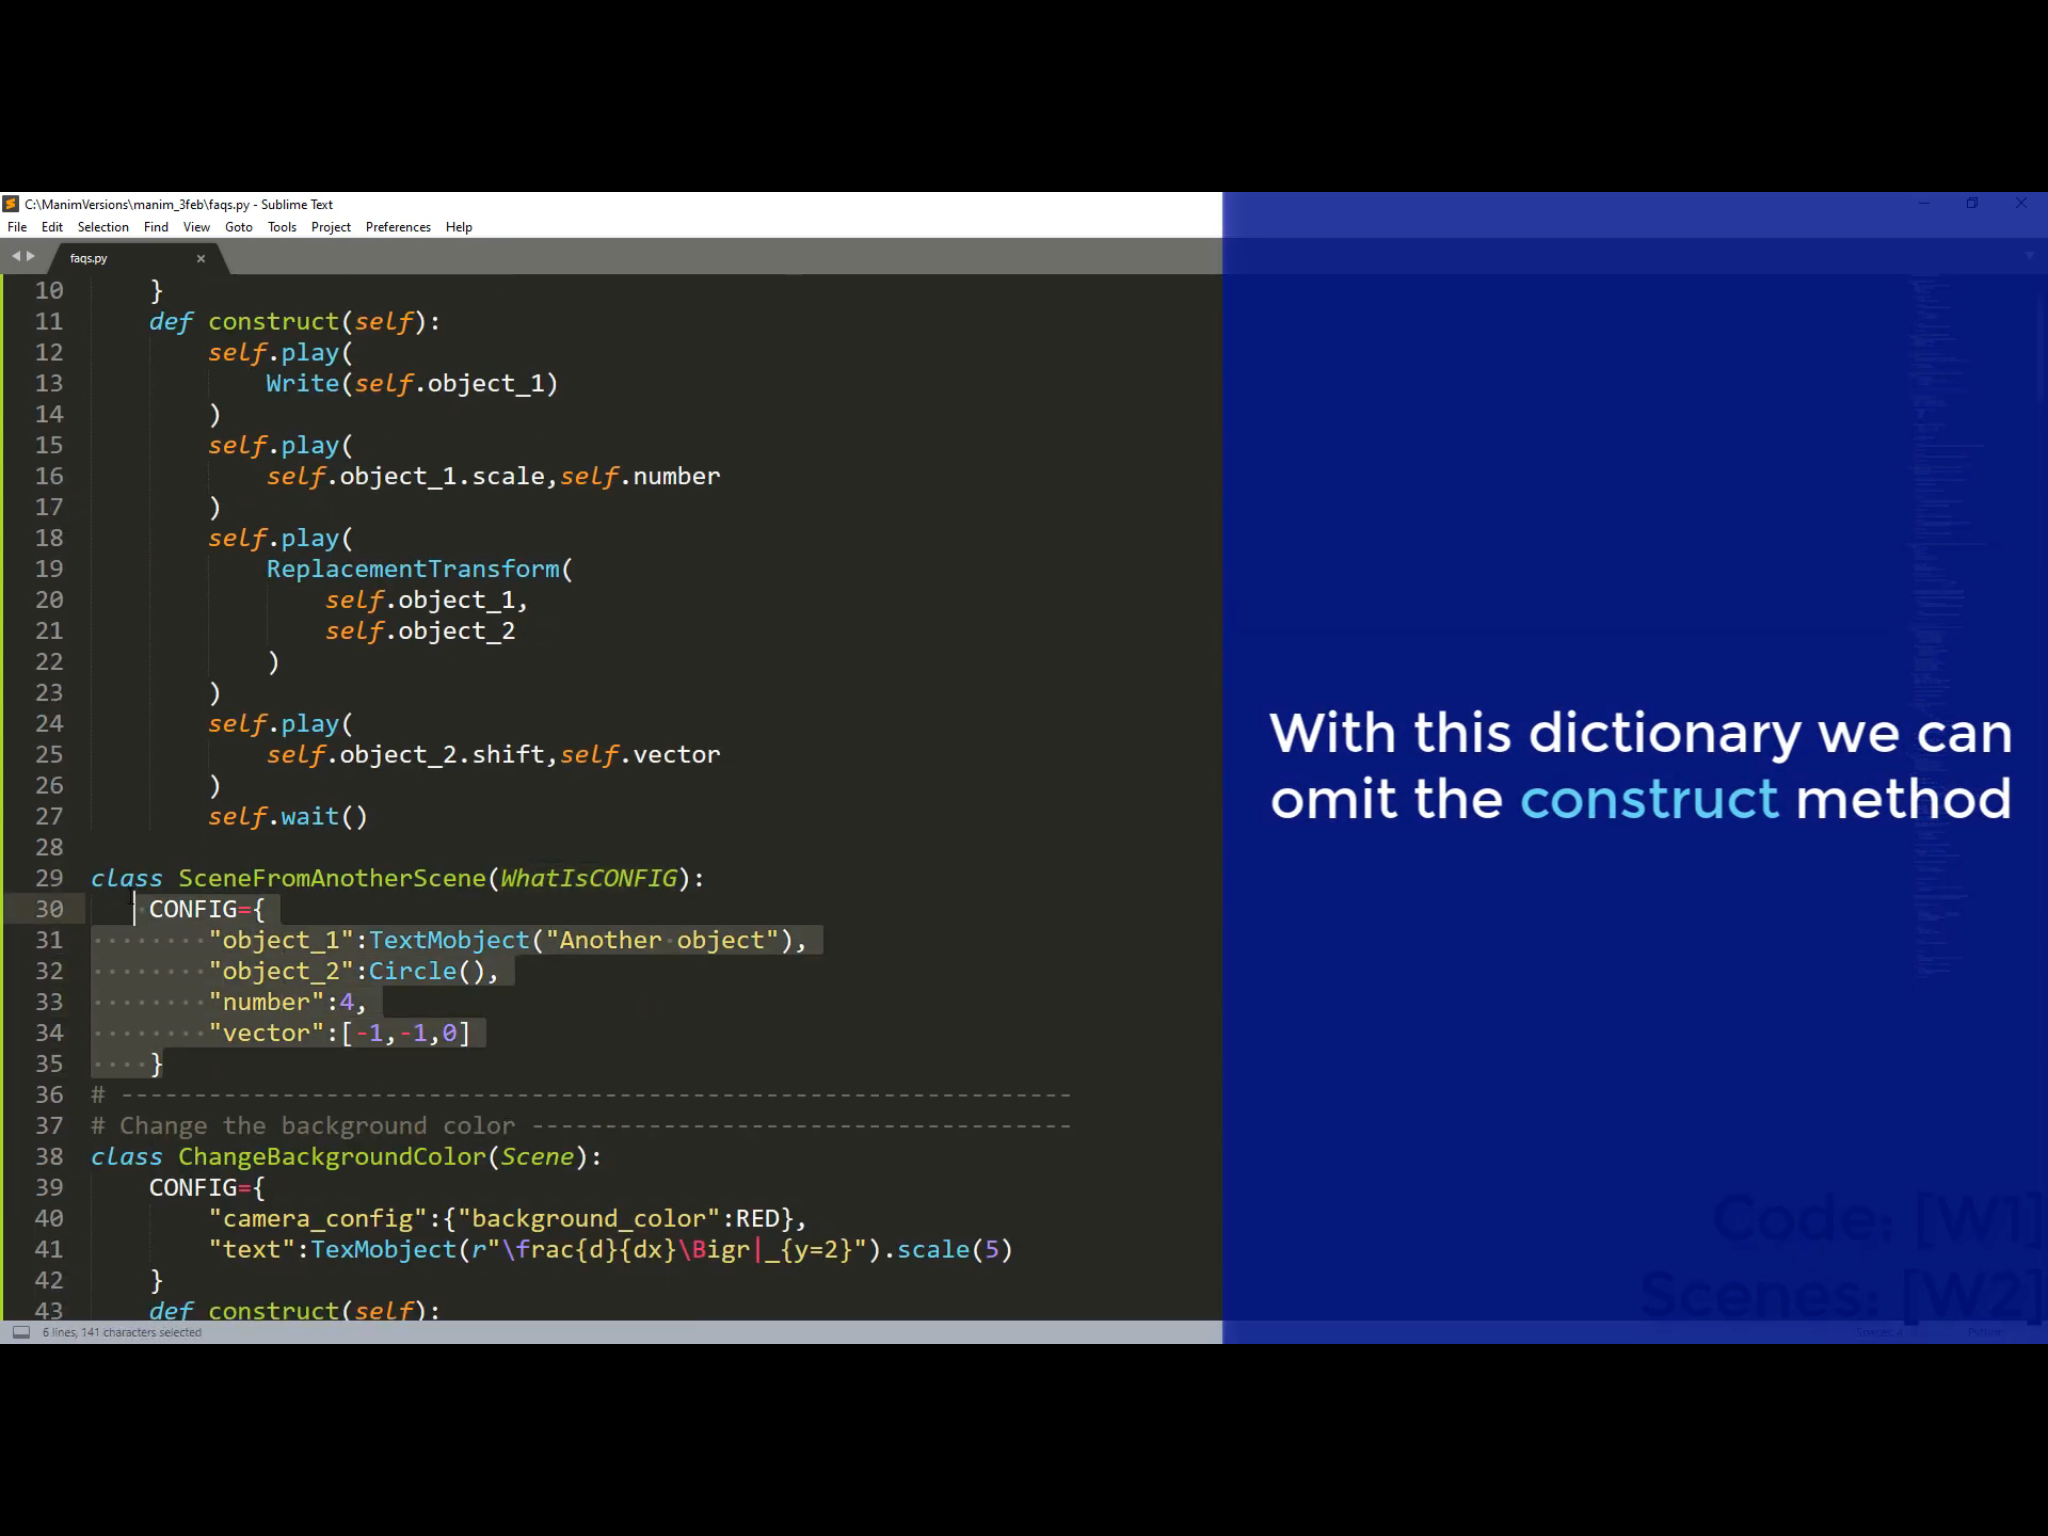 C:\ManimVersions\manim_3feb\faqs.py - Sublime Text
File Edit Selection Find View Goto Tools Project Preferences Help
faqs.py
10 }
11 def construct(self):
12 self.play(
13 Write(self.object_1)
14 )
15 self.play(
16 self.object_1.scale,self.number
17 )
18 self.play(
19 ReplacementTransform(
20 self.object_1,
21 self.object_2
22 )
23 )
24 self.play(
25 self.object_2.shift,self.vector
26 )
27 self.wait()
28
29 class SceneFromAnotherScene(WhatIsCONFIG):
30 CONFIG={
31 "object_1":TextMobject("Another object"),
32 "object_2":Circle(),
33 "number":4,
34 "vector":[-1,-1,0]
35 }
36 # -----------------------------------------------------------------
37 # Change the background color -------------------------------------
38 class ChangeBackgroundColor(Scene):
39 CONFIG={
40 "camera_config":{"background_color":RED},
41 "text":TexMobject(r"\frac{d}{dx}\Bigr|_{y=2}").scale(5)
42 }
43 def construct(self):
6 lines, 141 characters selected
With this dictionary we can
omit the construct method
Code: [W1]
Scenes: [W2]